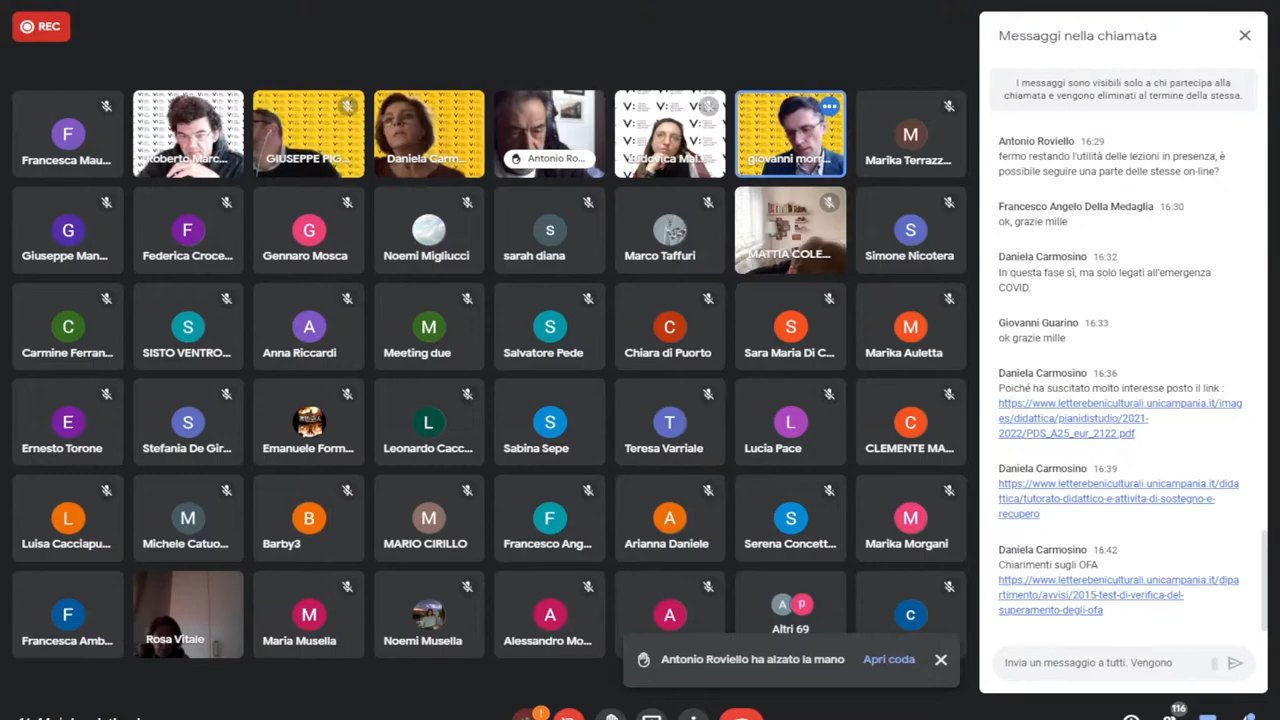 REC
Messaggi nella chiamata
I messaggi sono visibili solo a chi partecipa alla
chiamata e vengono eliminati al termine della stessa.
F
Francesca Mau...
Roberto Marc...
GIUSEPPE PIG...
Daniela Carm...
Antonio Ro...
Ludovica Mal...
giovanni morr...
M
Marika Terrazz...
G
Giuseppe Man...
F
Federica Croce...
G
Gennaro Mosca
Noemi Migliucci
s
sarah diana
Marco Taffuri
MATTIA COLE...
S
Simone Nicotera
C
Carmine Ferran...
S
SISTO VENTRO...
A
Anna Riccardi
M
Meeting due
S
Salvatore Pede
C
Chiara di Puorto
S
Sara Maria Di C...
M
Marika Auletta
E
Ernesto Torone
S
Stefania De Gir...
Emanuele Form...
L
Leonardo Cacc...
S
Sabina Sepe
T
Teresa Varriale
L
Lucia Pace
C
CLEMENTE MA...
L
Luisa Cacciapu...
M
Michele Catuo...
B
Barby3
M
MARIO CIRILLO
F
Francesco Ang...
A
Arianna Daniele
S
Serena Concett...
M
Marika Morgani
F
Francesca Amb...
Rosa Vitale
M
Maria Musella
Noemi Musella
A
Alessandro Mo...
A
A P
Altri 69
c
Antonio Roviello ha alzato la mano
Apri coda
Antonio Roviello 16:29
fermo restando l'utilità delle lezioni in presenza, è
possibile seguire una parte delle stesse on-line?
Francesco Angelo Della Medaglia 16:30
ok, grazie mille
Daniela Carmosino 16:32
In questa fase sì, ma solo legati all'emergenza
COVID.
Giovanni Guarino 16:33
ok grazie mille
Daniela Carmosino 16:36
Poiché ha suscitato molto interesse posto il link :
https://www.letterebeniculturali.unicampania.it/imag
es/didattica/pianidistudio/2021-
2022/PDS_A25_eur_2122.pdf
Daniela Carmosino 16:39
https://www.letterebeniculturali.unicampania.it/dida
ttica/tutorato-didattico-e-attivita-di-sostegno-e-
recupero
Daniela Carmosino 16:42
Chiarimenti sugli OFA
https://www.letterebeniculturali.unicampania.it/dipa
rtimento/avvisi/2015-test-di-verifica-del-
superamento-degli-ofa
Invia un messaggio a tutti. Vengono
116